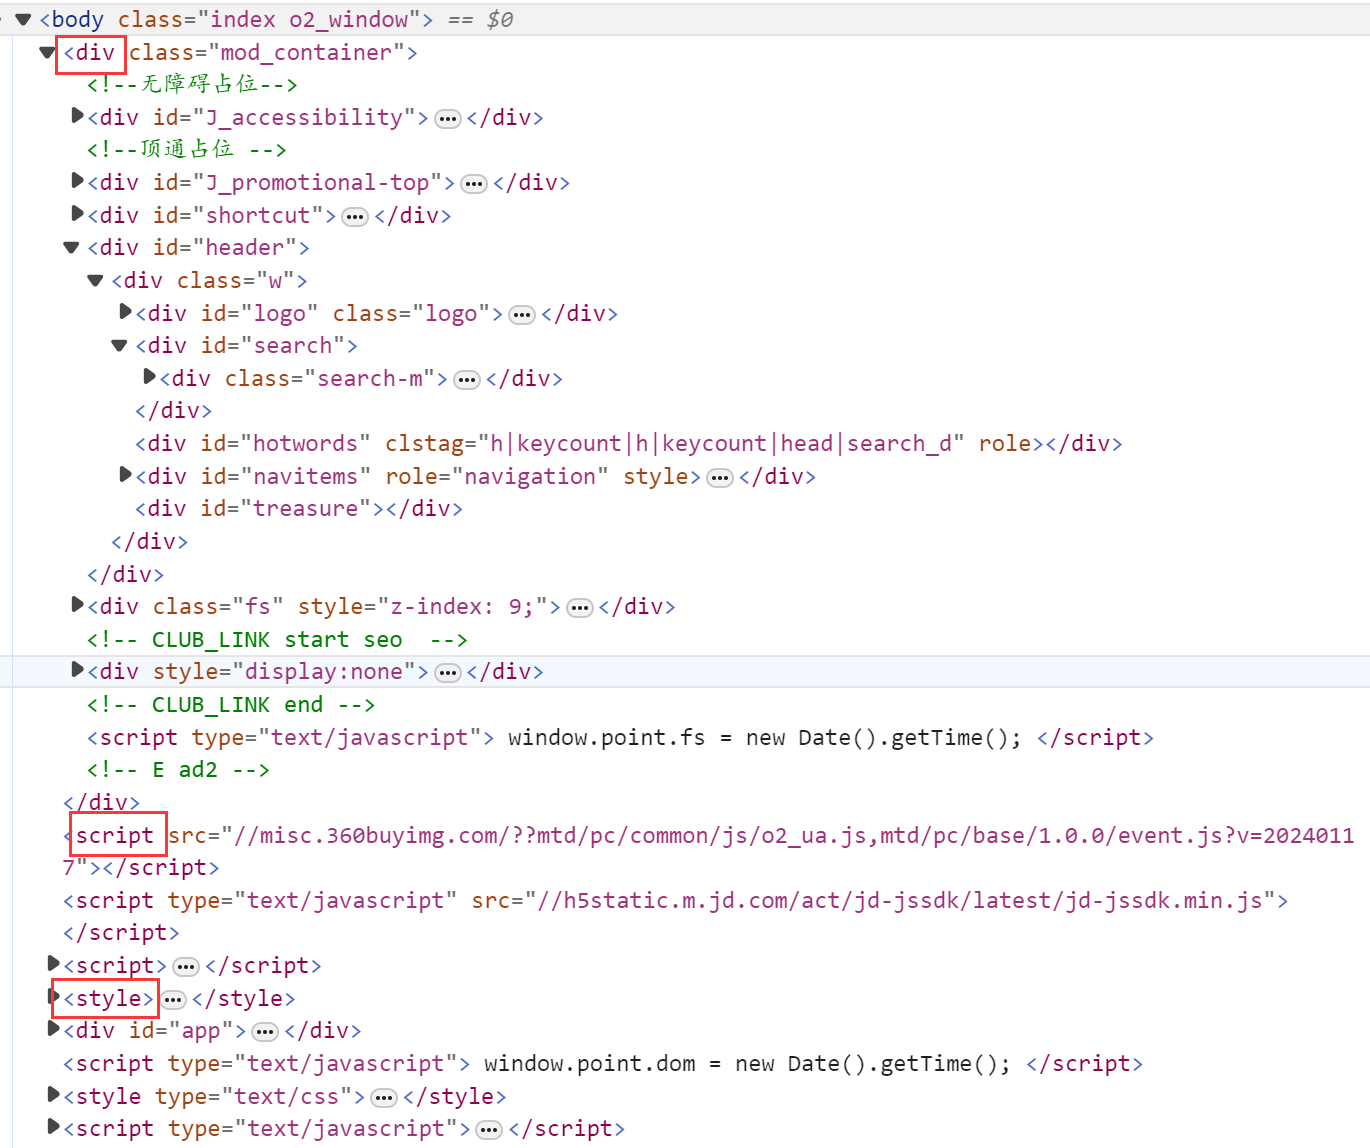 <body class="index o2_window"> == $0
<div class="mod_container">
<!--无障碍占位-->
<div id="J_accessibility">…</div>
<!--顶通占位 -->
<div id="J_promotional-top">…</div>
<div id="shortcut">…</div>
<div id="header">
<div class="w">
<div id="logo" class="logo">…</div>
<div id="search">
<div class="search-m">…</div>
</div>
<div id="hotwords" clstag="h|keycount|h|keycount|head|search_d" role></div>
<div id="navitems" role="navigation" style>…</div>
<div id="treasure"></div>
</div>
</div>
<div class="fs" style="z-index: 9;">…</div>
<!-- CLUB_LINK start seo  -->
<div style="display:none">…</div>
<!-- CLUB_LINK end -->
<script type="text/javascript"> window.point.fs = new Date().getTime(); </script>
<!-- E ad2 -->
</div>
<script src="//misc.360buyimg.com/??mtd/pc/common/js/o2_ua.js,mtd/pc/base/1.0.0/event.js?v=2024011
7"></script>
<script type="text/javascript" src="//h5static.m.jd.com/act/jd-jssdk/latest/jd-jssdk.min.js">
</script>
<script>…</script>
<style>…</style>
<div id="app">…</div>
<script type="text/javascript"> window.point.dom = new Date().getTime(); </script>
<style type="text/css">…</style>
<script type="text/javascript">…</script>